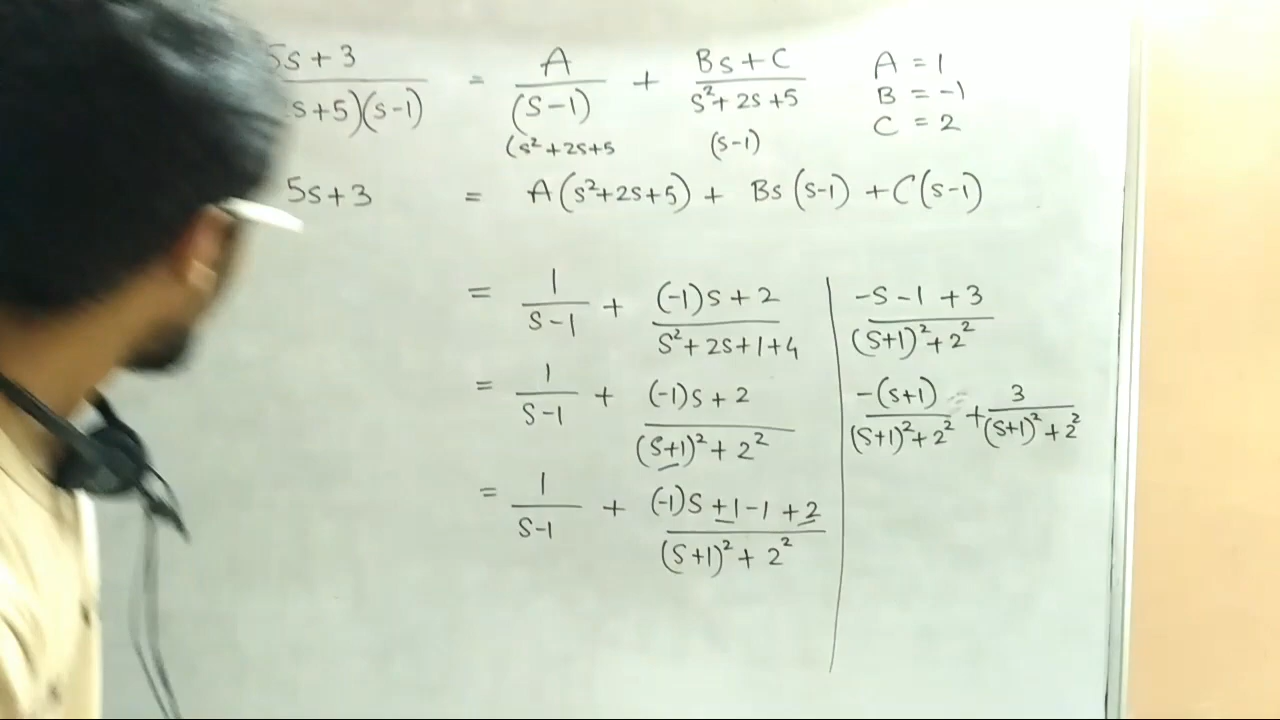 5s+3 / s+5)(s-1) = A / (s-1) + Bs+C / s²+2s+5
A = 1
B = -1
C = 2
(s²+2s+5 (s-1)
5s+3 = A(s²+2s+5) + Bs(s-1) + C(s-1)
= 1 / s-1 + (-1)s+2 / s²+2s+1+4
= 1 / s-1 + (-1)s+2 / (s+1)²+2²
= 1 / s-1 + (-1)s+1-1+2 / (s+1)²+2²
-s-1+3 / (s+1)²+2²
-(s+1) / (s+1)²+2² + 3 / (s+1)²+2²